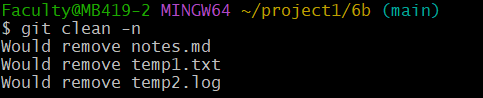 Faculty@MB419-2 MINGW64 ~/project1/6b (main)
$ git clean -n
Would remove notes.md
Would remove temp1.txt
Would remove temp2.log